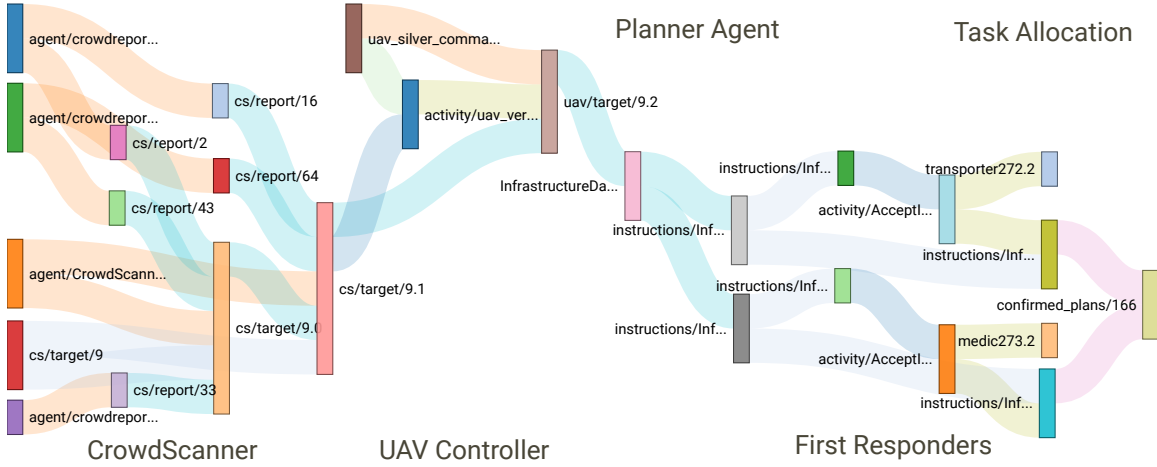 Planner Agent
Task Allocation
agent/crowdrepor...
uav_silver_comma...
cs/report/16
uav/target/9.2
agent/crowdrepor...
activity/uav_ver...
cs/report/2
instructions/Inf...
transporter272.2
cs/report/64
InfrastructureDa...
cs/report/43
activity/AcceptI...
instructions/Inf...
instructions/Inf...
agent/CrowdScann...
instructions/Inf...
cs/target/9.1
confirmed_plans/166
cs/target/9.0
instructions/Inf...
medic273.2
cs/target/9
activity/AcceptI...
cs/report/33
instructions/Inf...
agent/crowdrepor...
CrowdScanner
UAV Controller
First Responders